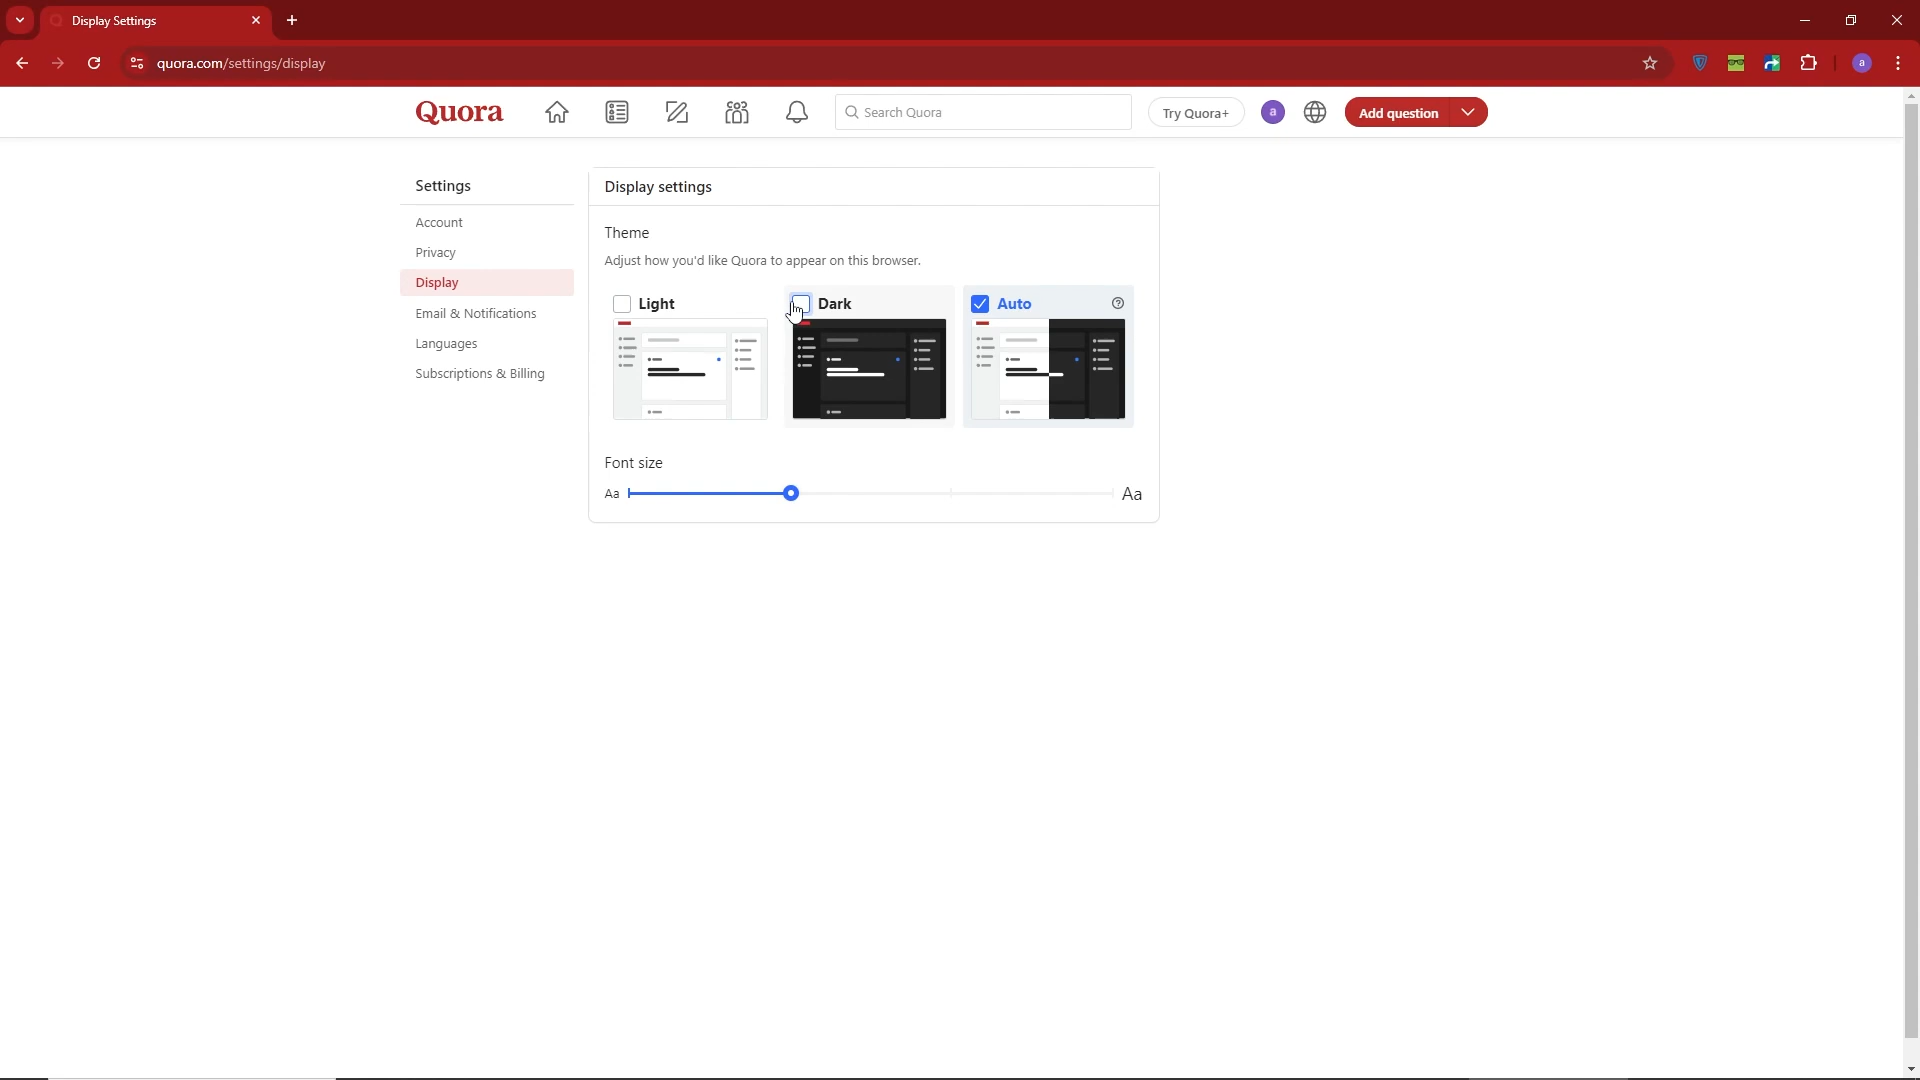 Display Settings
quora.com/settings/display
a
Quora
Search Quora
Try Quora+
a
Add question
Settings
Account
Privacy
Display
Email & Notifications
Languages
Subscriptions & Billing
Display settings
Theme
Adjust how you'd like Quora to appear on this browser.
Light
Dark
Auto
Font size
Aa
Aa